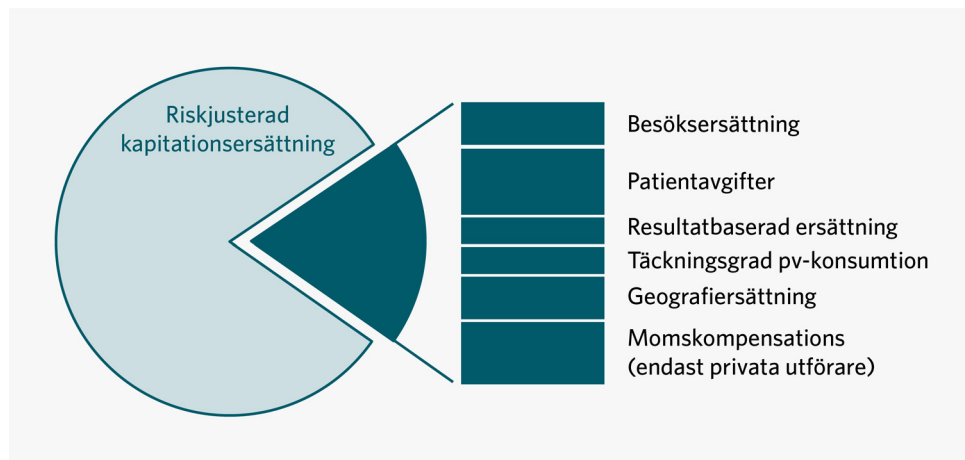 Riskjusterad
kapitationsersättning
Besöksersättning
Patientavgifter
Resultatbaserad ersättning
Täckningsgrad pv-konsumtion
Geografiersättning
Momskompensations
(endast privata utförare)